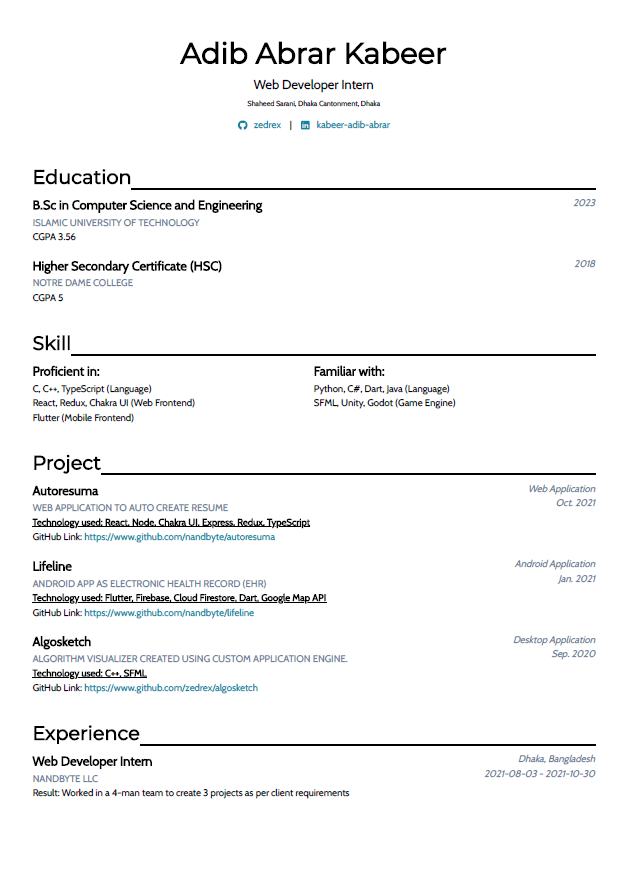 Adib Abrar Kabeer
Web Developer Intern
Shaheed Sarani, Dhaka Cantonment, Dhaka
zedrex | kabeer-adib-abrar
Education
B.Sc in Computer Science and Engineering 2023
ISLAMIC UNIVERSITY OF TECHNOLOGY
CGPA 3.56
Higher Secondary Certificate (HSC) 2018
NOTRE DAME COLLEGE
CGPA 5
Skill
Proficient in:
C, C++, TypeScript (Language)
React, Redux, Chakra UI (Web Frontend)
Flutter (Mobile Frontend)
Familiar with:
Python, C#, Dart, Java (Language)
SFML, Unity, Godot (Game Engine)
Project
Autoresuma Web Application
WEB APPLICATION TO AUTO CREATE RESUME Oct. 2021
Technology used: React, Node, Chakra UI, Express, Redux, TypeScript
GitHub Link: https://www.github.com/nandbyte/autoresuma
Lifeline Android Application
ANDROID APP AS ELECTRONIC HEALTH RECORD (EHR) Jan. 2021
Technology used: Flutter, Firebase, Cloud Firestore, Dart, Google Map API
GitHub Link: https://www.github.com/nandbyte/lifeline
Algosketch Desktop Application
ALGORITHM VISUALIZER CREATED USING CUSTOM APPLICATION ENGINE. Sep. 2020
Technology used: C++, SFML
GitHub Link: https://www.github.com/zedrex/algosketch
Experience
Web Developer Intern Dhaka, Bangladesh
NANDBYTE LLC 2021-08-03 - 2021-10-30
Result: Worked in a 4-man team to create 3 projects as per client requirements